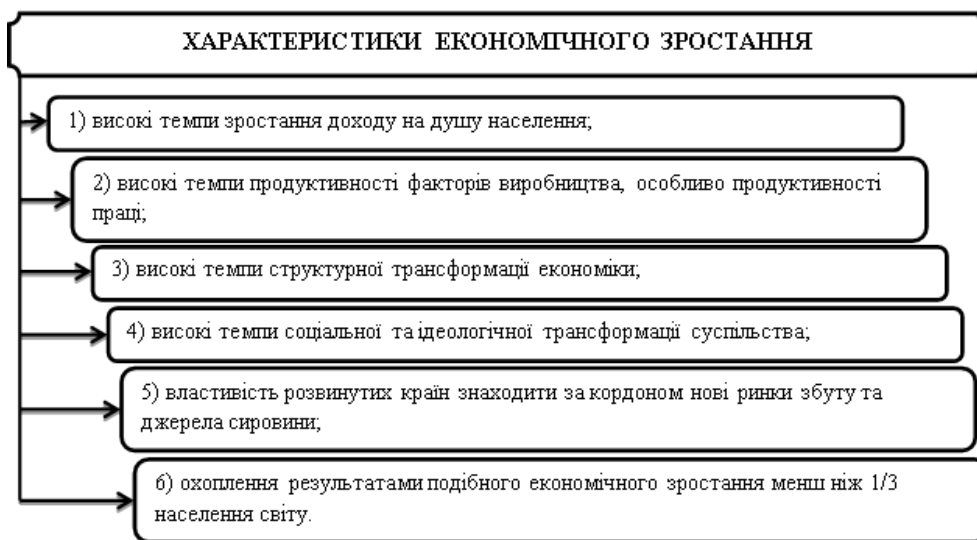 ХАРАКТЕРИСТИКИ ЕКОНОМІЧНОГО ЗРОСТАННЯ
1) високі темпи зростання доходу на душу населення;
2) високі темпи продуктивності факторів виробництва, особливо продуктивності
праці;
3) високі темпи структурної трансформації економіки;
4) високі темпи соціальної та ідеологічної трансформації суспільства;
5) властивість розвинутих країн знаходити за кордоном нові ринки збуту та
джерела сировини;
6) охоплення результатами подібного економічного зростання менш ніж 1/3
населення світу.